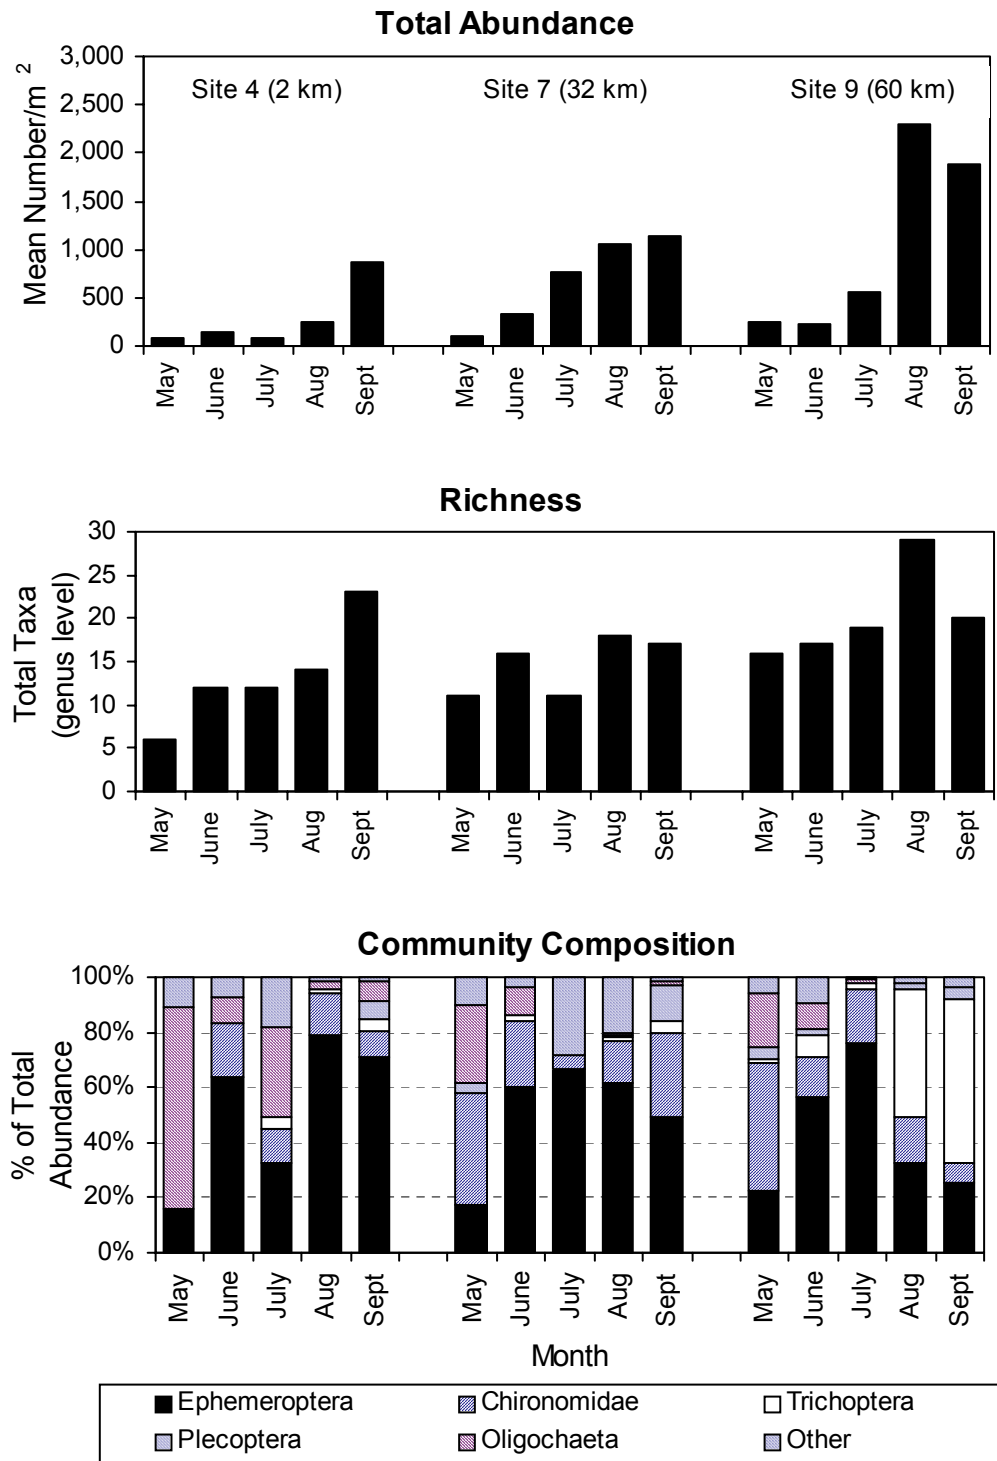 Total Abundance
3,000
2,500
2,000
1,500
1,000
500
0
Mean Number/m 2
Site 4 (2 km)
Site 7 (32 km)
Site 9 (60 km)
May June July Aug Sept May June July Aug Sept May June July Aug Sept
Richness
30
25
20
15
10
5
0
Total Taxa
(genus level)
May June July Aug Sept May June July Aug Sept May June July Aug Sept
Community Composition
100%
80%
60%
40%
20%
0%
% of Total
Abundance
May June July Aug Sept May June July Aug Sept May June July Aug Sept
Month
Ephemeroptera Chironomidae Trichoptera
Plecoptera Oligochaeta Other